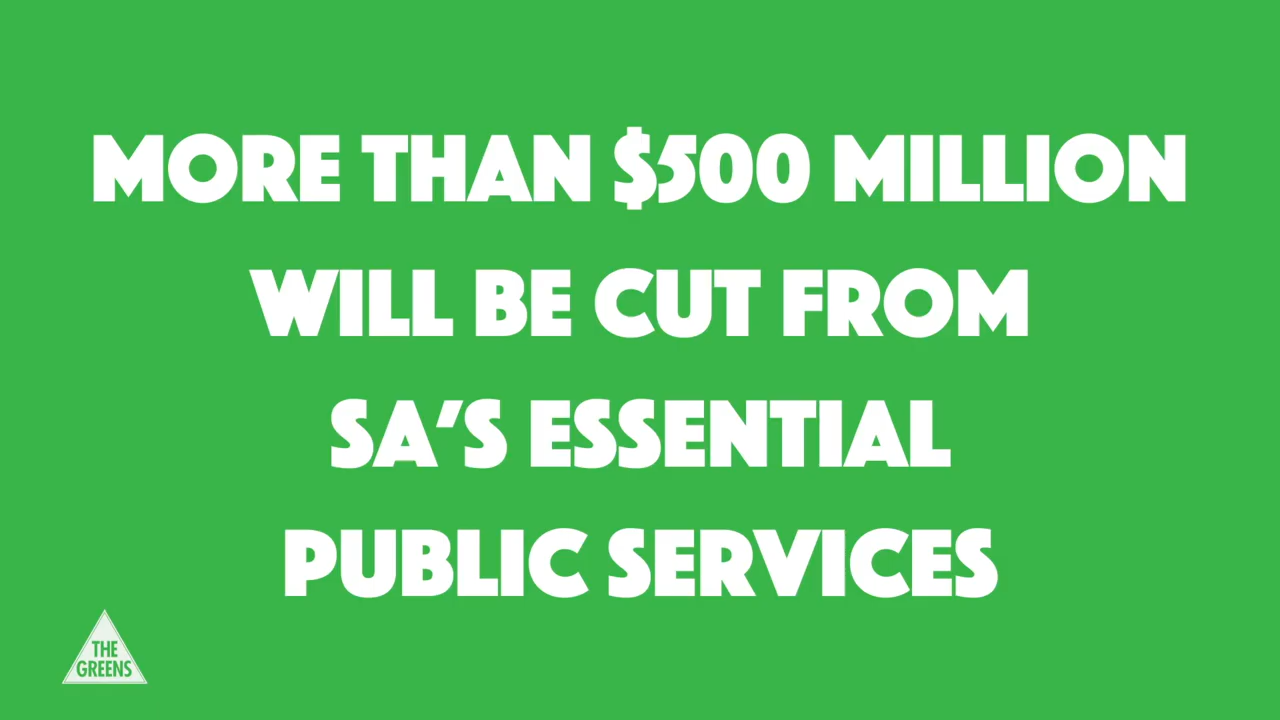 MORE THAN $500 MILLION
WILL BE CUT FROM
SA'S ESSENTIAL
PUBLIC SERVICES
THE
GREENS